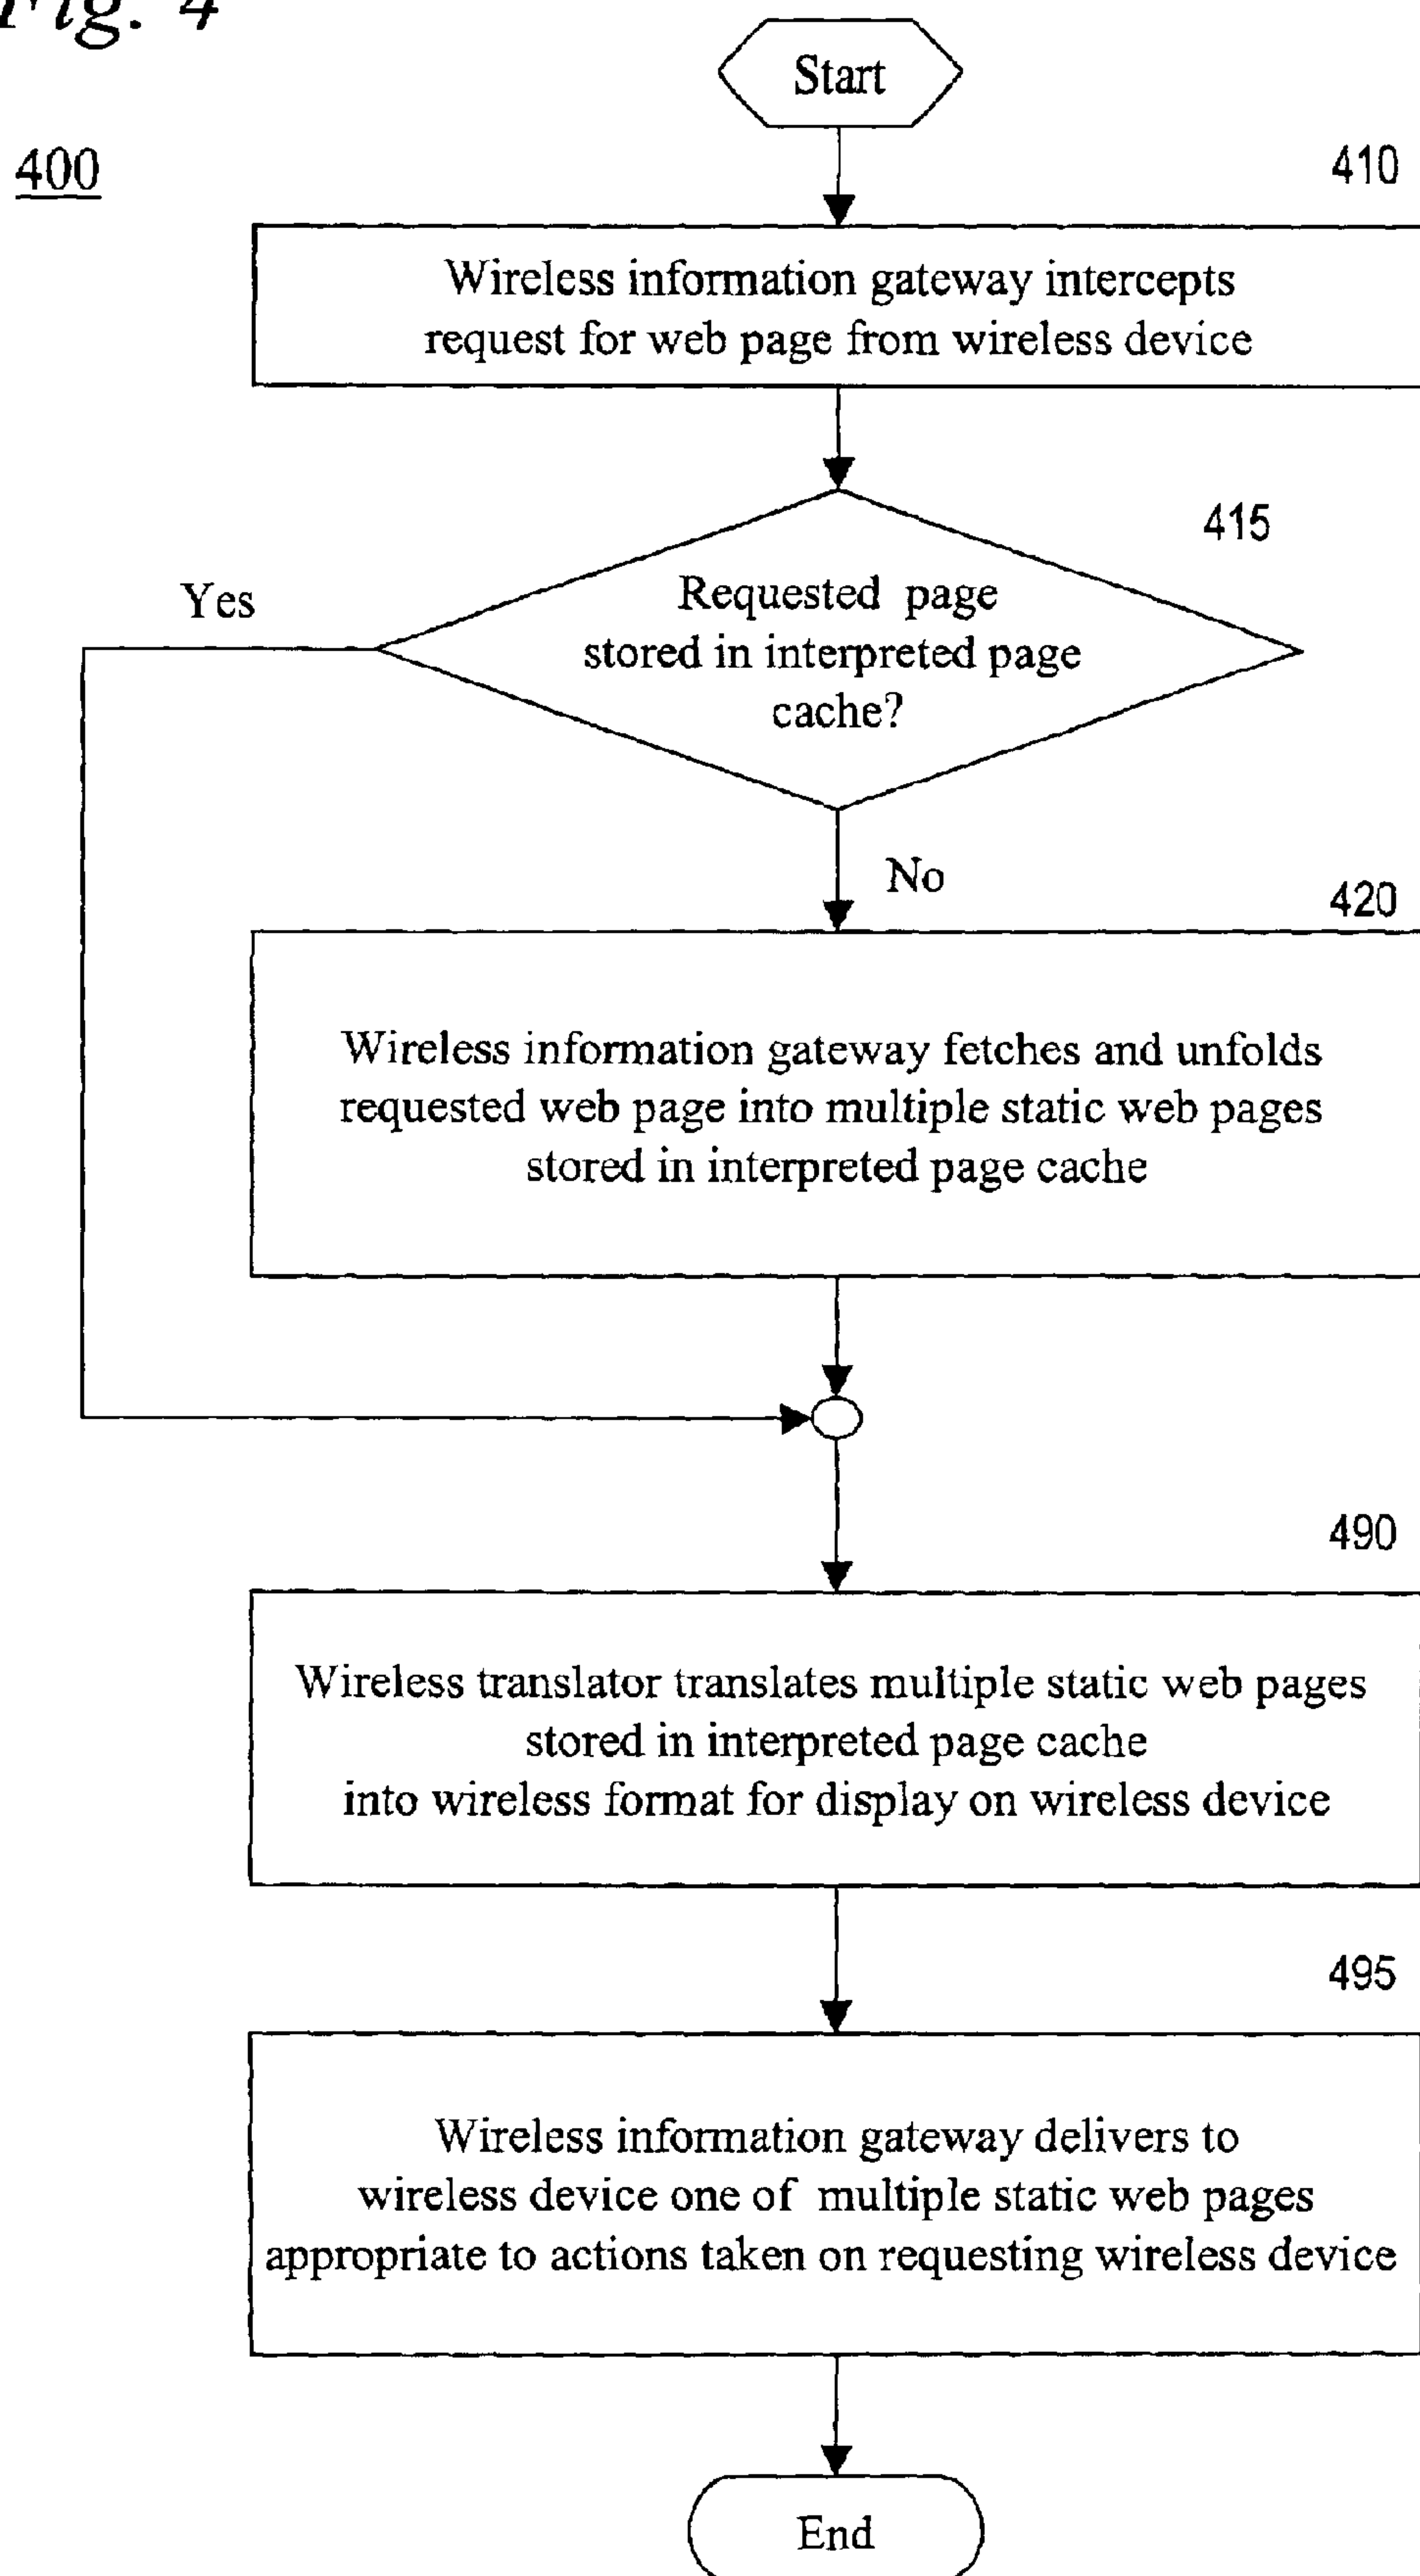 Fig. 4
Start
400
410
Wireless information gateway intercepts
request for web page from wireless device
415
Yes
Requested page
stored in interpreted page
cache?
No
420
Wireless information gateway fetches and unfolds
requested web page into multiple static web pages
stored in interpreted page cache
490
Wireless translator translates multiple static web pages
stored in interpreted page cache
into wireless format for display on wireless device
495
Wireless information gateway delivers to
wireless device one of multiple static web pages
appropriate to actions taken on requesting wireless device
End